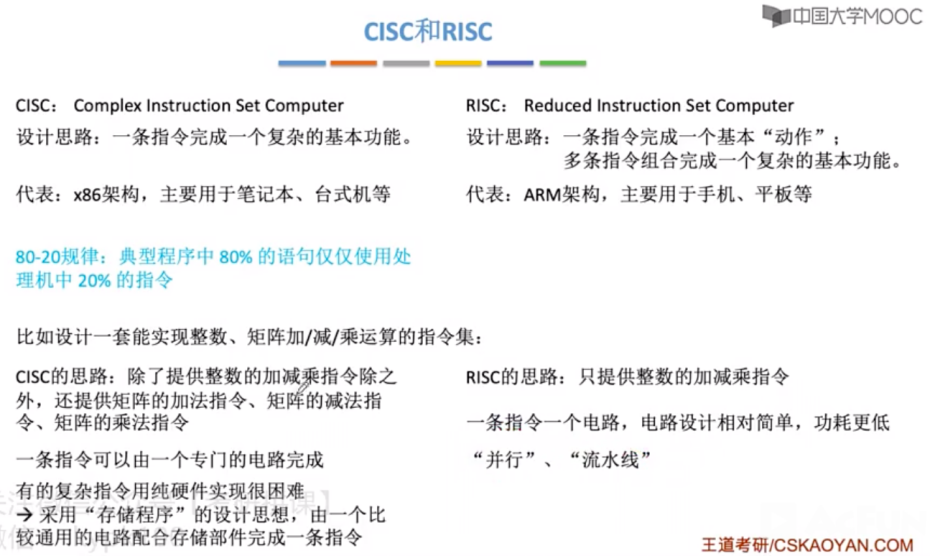 中国大学MOOC
CISC和RISC
CISC： Complex Instruction Set Computer
设计思路：一条指令完成一个复杂的基本功能。
代表：x86架构，主要用于笔记本、台式机等
RISC： Reduced Instruction Set Computer
设计思路：一条指令完成一个基本“动作”；
多条指令组合完成一个复杂的基本功能。
代表：ARM架构，主要用于手机、平板等
80-20规律：典型程序中 80% 的语句仅仅使用处
理机中 20% 的指令
比如设计一套能实现整数、矩阵加/减/乘运算的指令集：
CISC的思路：除了提供整数的加减乘指令除之
外，还提供矩阵的加法指令、矩阵的减法指
令、矩阵的乘法指令
一条指令可以由一个专门的电路完成
有的复杂指令用纯硬件实现很困难
→ 采用“存储程序”的设计思想，由一个比
较通用的电路配合存储部件完成一条指令
RISC的思路：只提供整数的加减乘指令
一条指令一个电路，电路设计相对简单，功耗更低
“并行”、“流水线”
王道考研/CSKAOYAN.COM